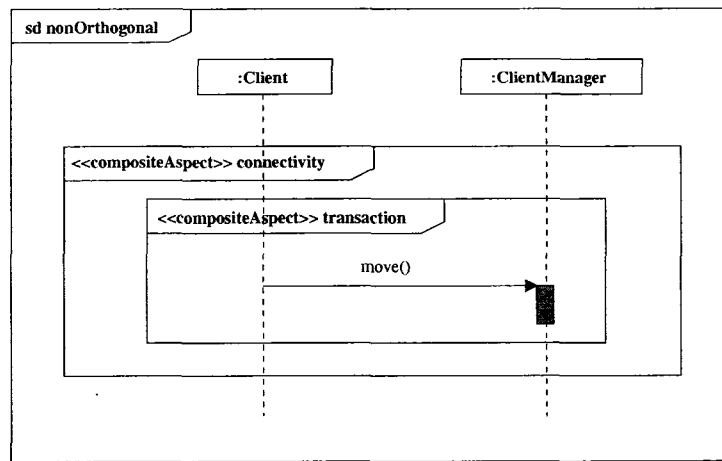 sd nonOrthogonal
:Client
:ClientManager
<<compositeAspect>> connectivity
<<compositeAspect>> transaction
move()